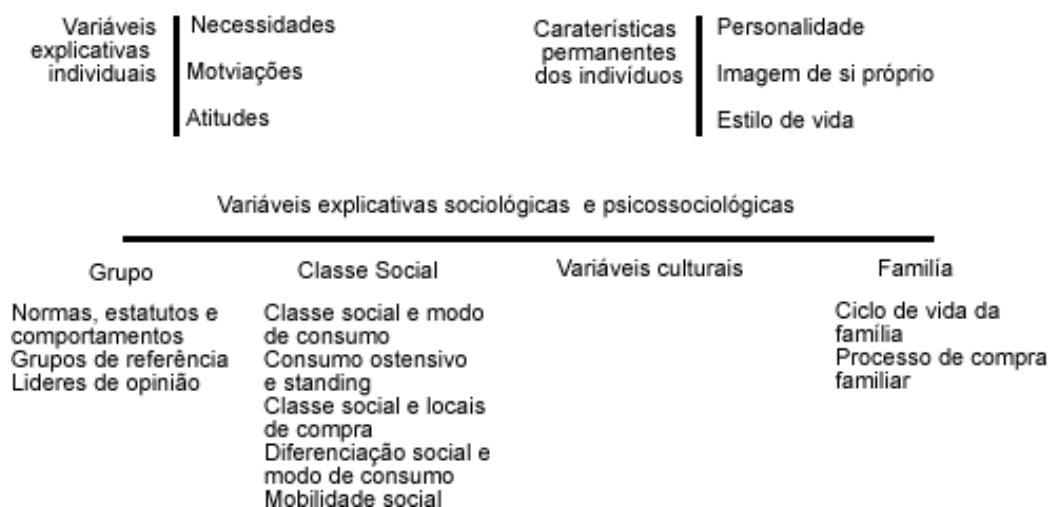 Variáveis
explicativas
individuais
Necessidades
Motviações
Atitudes
Caraterísticas
permanentes
dos indivíduos
Personalidade
Imagem de si próprio
Estilo de vida
Variáveis explicativas sociológicas e psicossociológicas
Grupo
Normas, estatutos e
comportamentos
Grupos de referência
Lideres de opinião
Classe Social
Classe social e modo
de consumo
Consumo ostensivo
e standing
Classe social e locais
de compra
Diferenciação social e
modo de consumo
Mobilidade social
Variáveis culturais
Familía
Ciclo de vida da
família
Processo de compra
familiar